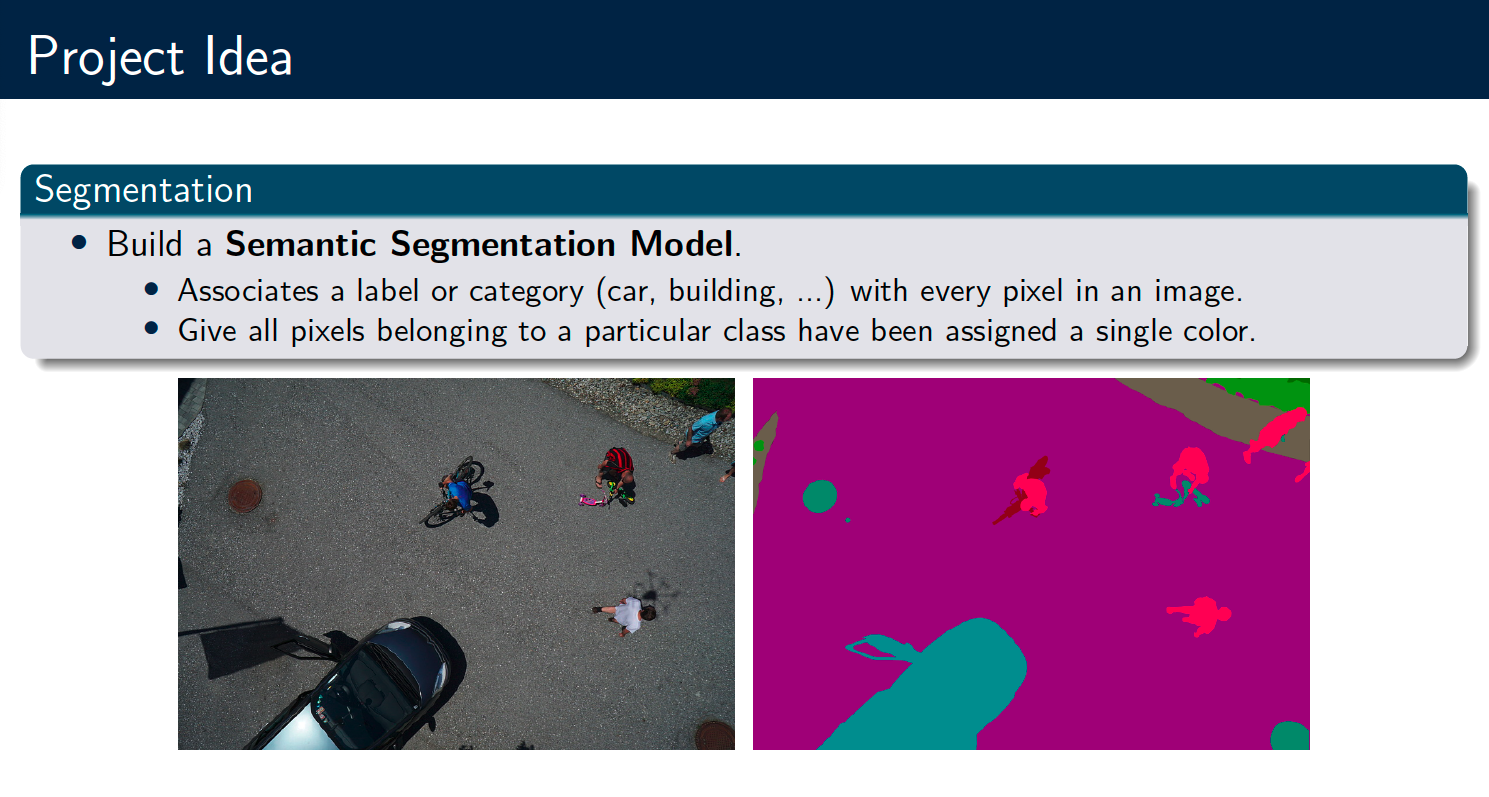 Project Idea
Segmentation
• Build a Semantic Segmentation Model.
• Associates a label or category (car, building, ...) with every pixel in an image.
• Give all pixels belonging to a particular class have been assigned a single color.